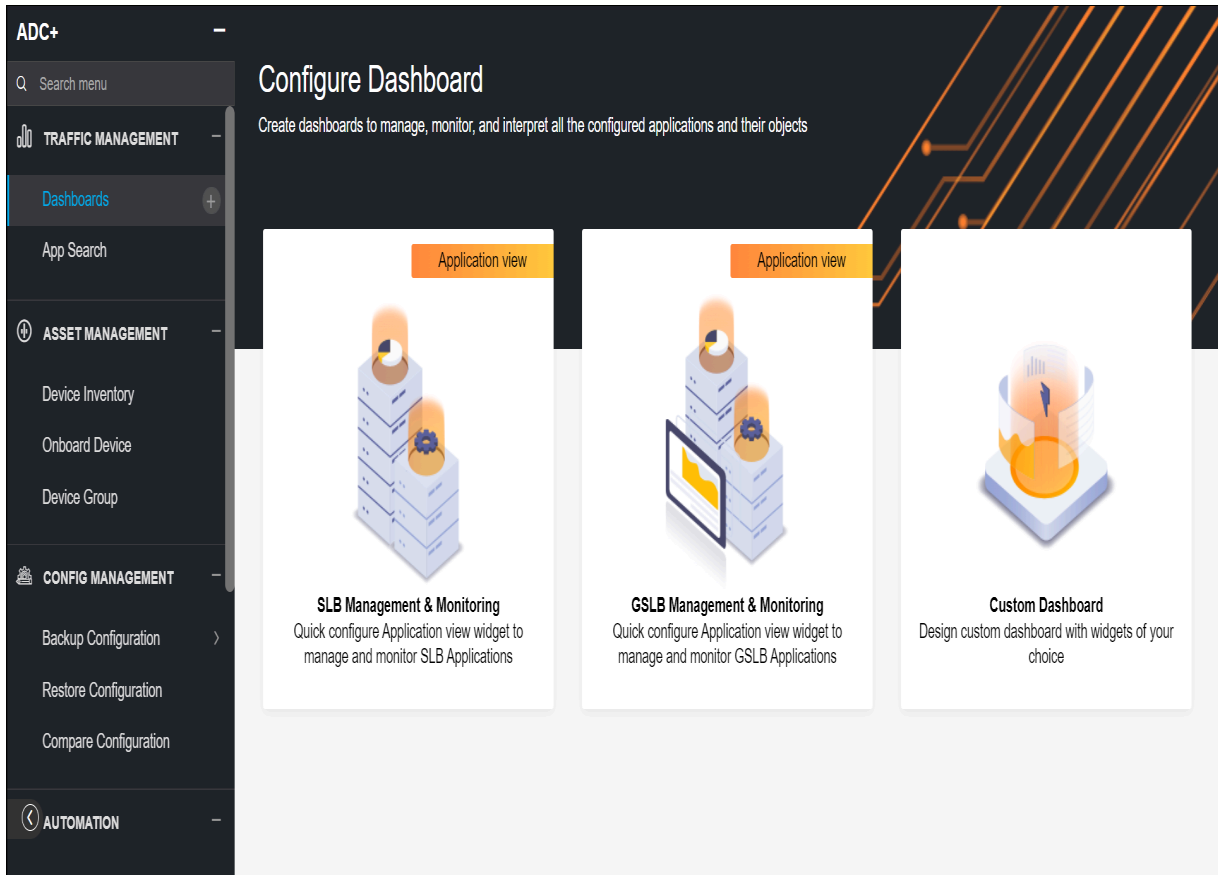 ADC+
Search menu
TRAFFIC MANAGEMENT
Dashboards
App Search
ASSET MANAGEMENT
Device Inventory
Onboard Device
Device Group
CONFIG MANAGEMENT
Backup Configuration
Restore Configuration
Compare Configuration
AUTOMATION
Configure Dashboard
Create dashboards to manage, monitor, and interpret all the configured applications and their objects
Application view
SLB Management & Monitoring
Quick configure Application view widget to
manage and monitor SLB Applications
Application view
GSLB Management & Monitoring
Quick configure Application view widget to
manage and monitor GSLB Applications
Custom Dashboard
Design custom dashboard with widgets of your
choice